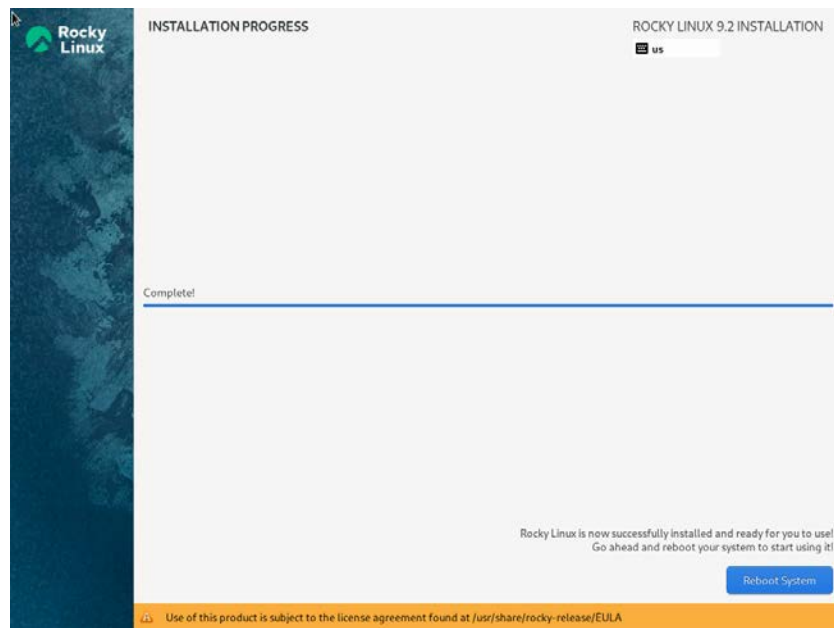 Rocky
Linux
INSTALLATION PROGRESS
ROCKY LINUX 9.2 INSTALLATION
us
Complete!
Rocky Linux is now successfully installed and ready for you to use!
Go ahead and reboot your system to start using it!
Reboot System
Use of this product is subject to the license agreement found at /usr/share/rocky-release/EULA